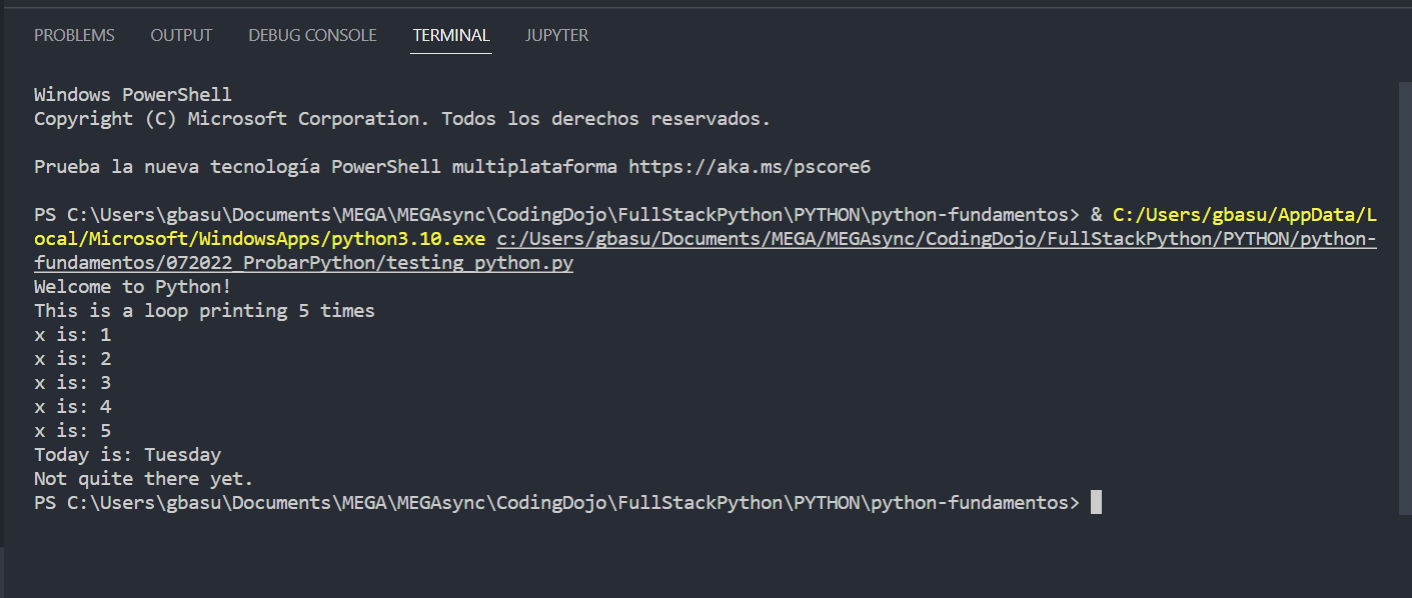 PROBLEMS OUTPUT DEBUG CONSOLE TERMINAL JUPYTER
Windows PowerShell
Copyright (C) Microsoft Corporation. Todos los derechos reservados.
Prueba la nueva tecnología PowerShell multiplataforma https://aka.ms/pscore6
PS C:\Users\gbasu\Documents\MEGA\MEGAsync\CodingDojo\FullStackPython\PYTHON\python-fundamentos> & C:/Users/gbasu/AppData/L
ocal/Microsoft/WindowsApps/python3.10.exe c:/Users/gbasu/Documents/MEGA/MEGAsync/CodingDojo/FullStackPython/PYTHON/python-
fundamentos/072022_ProbarPython/testing_python.py
Welcome to Python!
This is a loop printing 5 times
x is: 1
x is: 2
x is: 3
x is: 4
x is: 5
Today is: Tuesday
Not quite there yet.
PS C:\Users\gbasu\Documents\MEGA\MEGAsync\CodingDojo\FullStackPython\PYTHON\python-fundamentos>